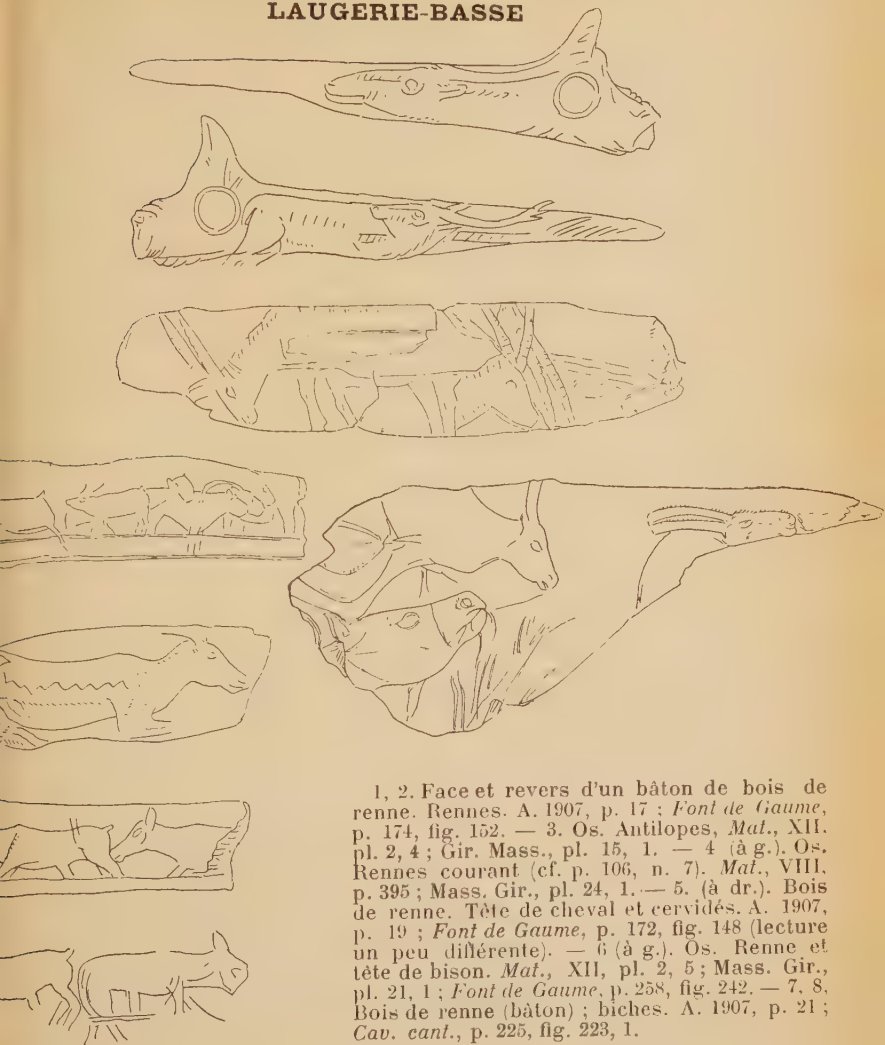 LAUGERIE-BASSE
1, 2. Face et revers d'un bâton de bois de
renne. Rennes. A. 1907, p. 17 ; Font de Gaume,
p. 174, fig. 152. — 3. Os. Antilopes, Mat., XII,
pl. 2, 4 ; Gir. Mass., pl. 15, 1. — 4 (à g.). Os.
Rennes courant (cf. p. 106, n. 7). Mat., VIII,
p. 395 ; Mass. Gir., pl. 24, 1. — 5. (à dr.). Bois
de renne. Tête de cheval et cervidés. A. 1907,
p. 19 ; Font de Gaume, p. 172, fig. 148 (lecture
un peu différente). — 6 (à g.). Os. Renne et
tête de bison. Mat., XII, pl. 2, 5 ; Mass. Gir.,
pl. 21, 1 ; Font de Gaume, p. 258, fig. 242. — 7, 8,
Bois de renne (bâton) ; biches. A. 1907, p. 21 ;
Cav. cant., p. 225, fig. 223, 1.